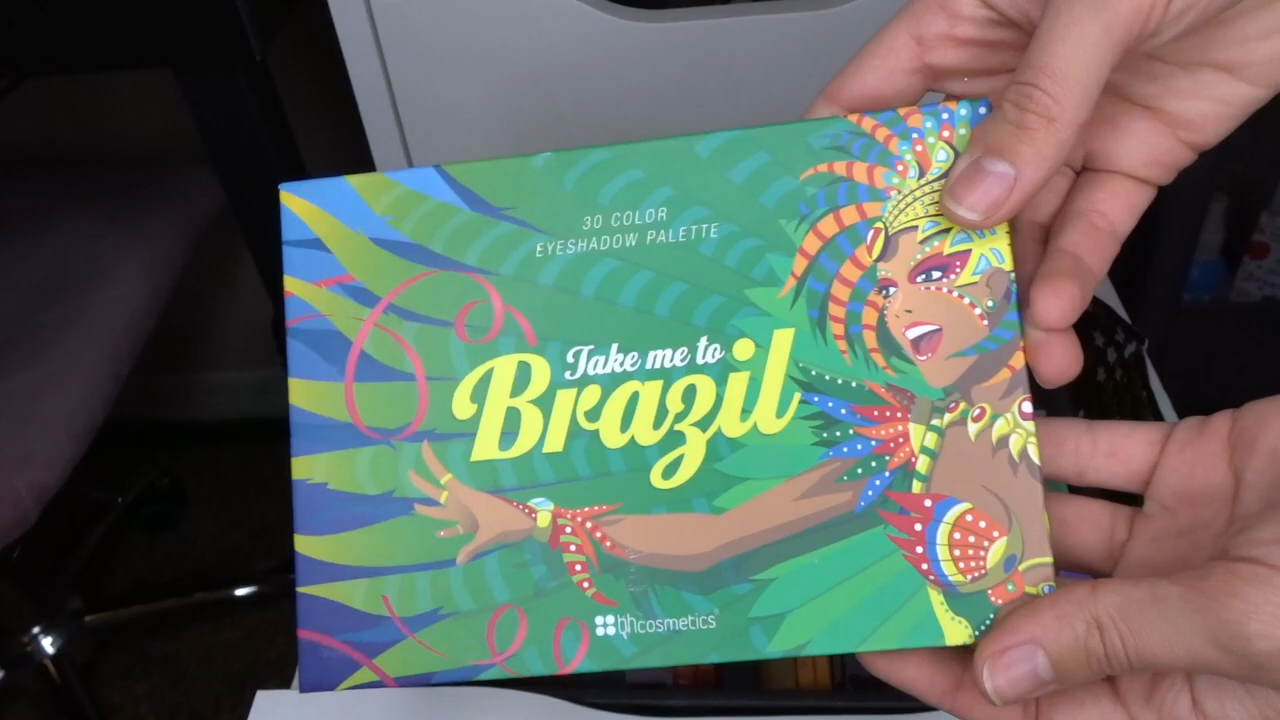 30 COLOR
EYESHADOW PALETTE
Take me to
Brazil
bhcosmetics®